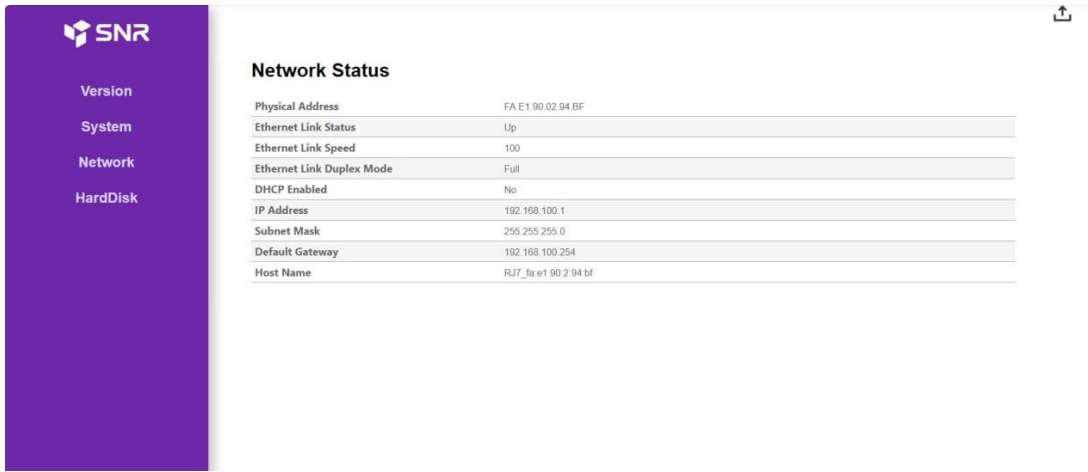 SNR
Version
System
Network
HardDisk
Network Status
Physical Address FA:E1:90:02:94:BF
Ethernet Link Status Up
Ethernet Link Speed 100
Ethernet Link Duplex Mode Full
DHCP Enabled No
IP Address 192.168.100.1
Subnet Mask 255.255.255.0
Default Gateway 192.168.100.254
Host Name RJ7_fa:e1:90:2:94:bf